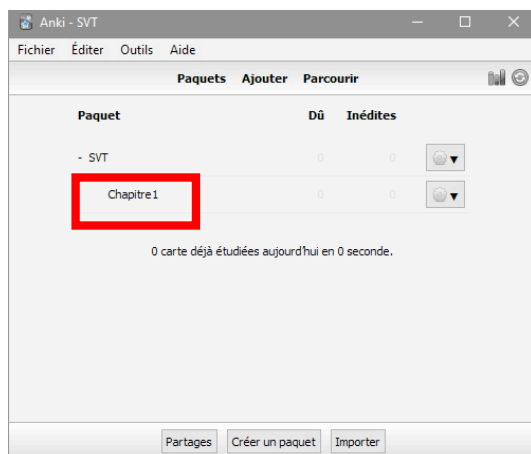 Anki - SVT
Fichier Éditer Outils Aide
Paquets Ajouter Parcourir
Paquet Dû Inédites
- SVT 0 0
Chapitre1 0 0
0 carte déjà étudiées aujourd'hui en 0 seconde.
Partages Créer un paquet Importer